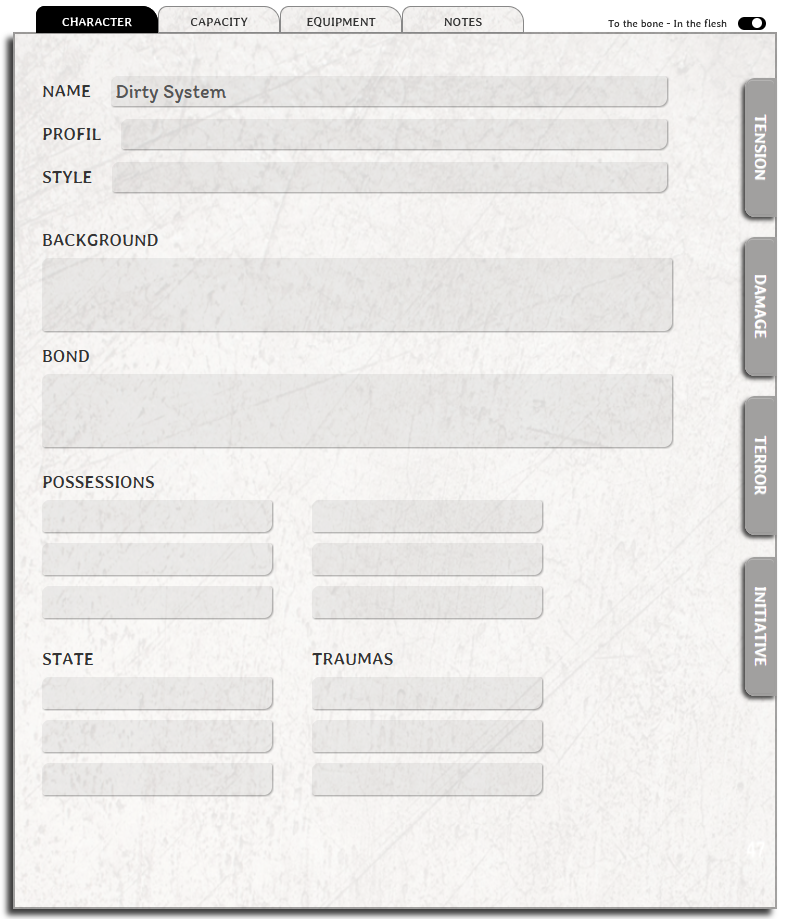 CHARACTER CAPACITY EQUIPMENT NOTES To the bone - In the flesh
NAME Dirty System
PROFIL
STYLE
BACKGROUND
BOND
POSSESSIONS
STATE TRAUMAS
TENSION
DAMAGE
TERROR
INITIATIVE
47